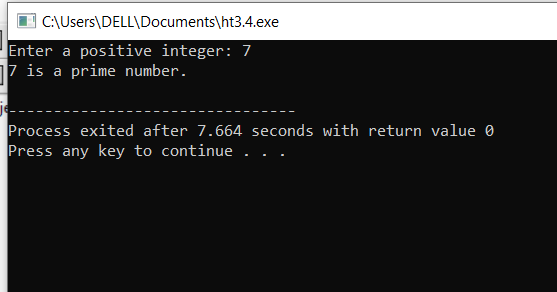 C:\Users\DELL\Documents\ht3.4.exe
Enter a positive integer: 7
7 is a prime number.
je
--------------------------------
Process exited after 7.664 seconds with return value 0
Press any key to continue . . .